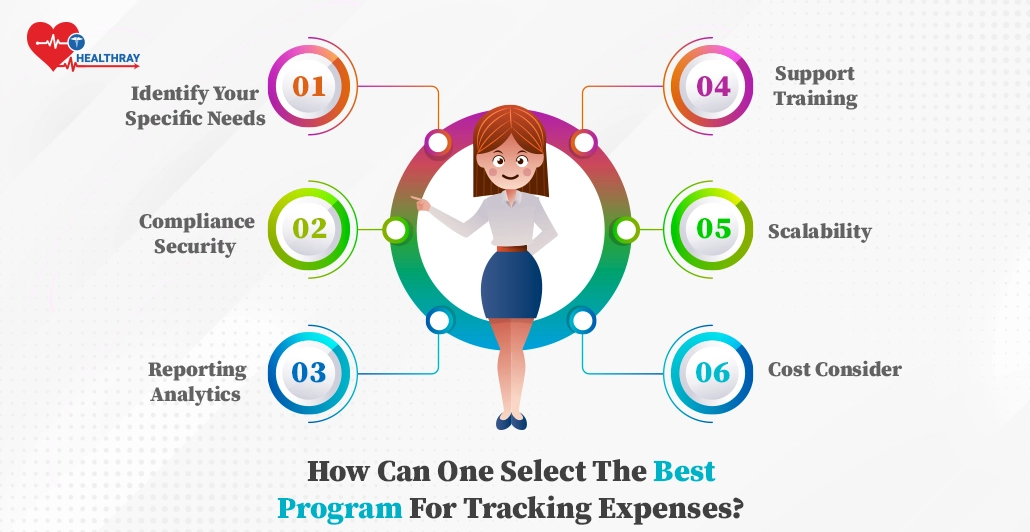 HEALTHRAY
01
Identify Your
Specific Needs
02
Compliance
Security
03
Reporting
Analytics
04
Support
Training
05
Scalability
06
Cost Consider
How Can One Select The Best
Program For Tracking Expenses?